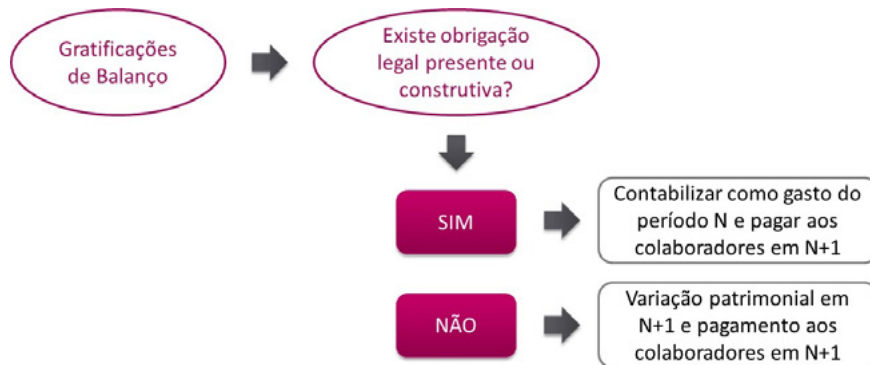 Gratificações
de Balanço
Existe obrigação
legal presente ou
construtiva?
SIM
Contabilizar como gasto do
período N e pagar aos
colaboradores em N+1
NÃO
Variação patrimonial em
N+1 e pagamento aos
colaboradores em N+1